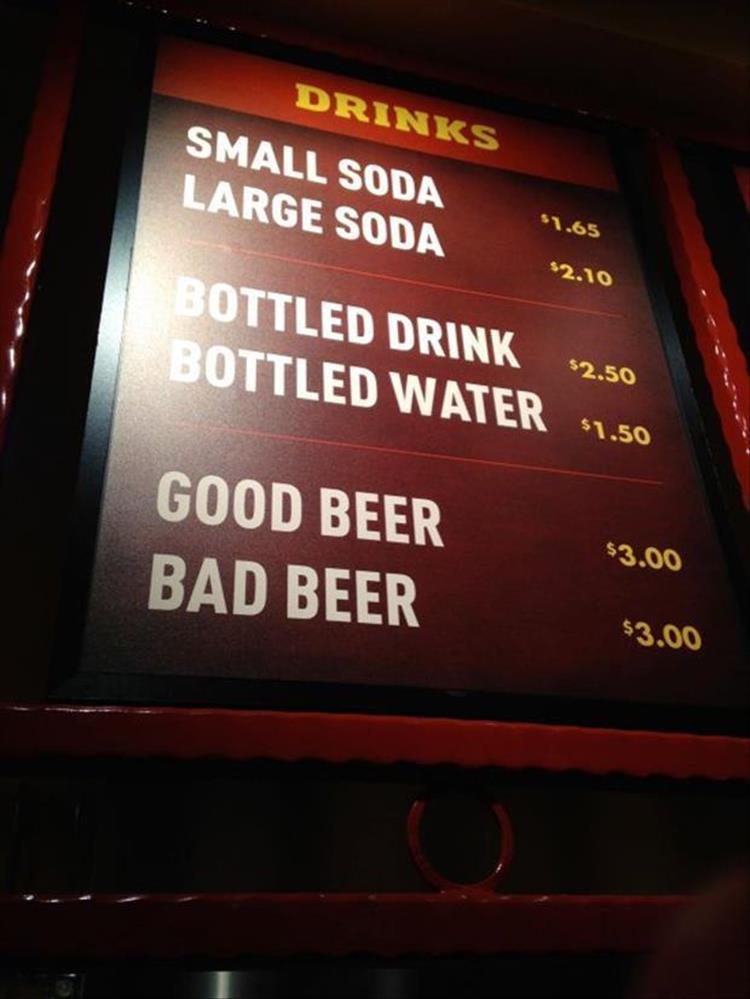 DRINKS
SMALL SODA $1.65
LARGE SODA $2.10
BOTTLED DRINK $2.50
BOTTLED WATER $1.50
GOOD BEER $3.00
BAD BEER $3.00